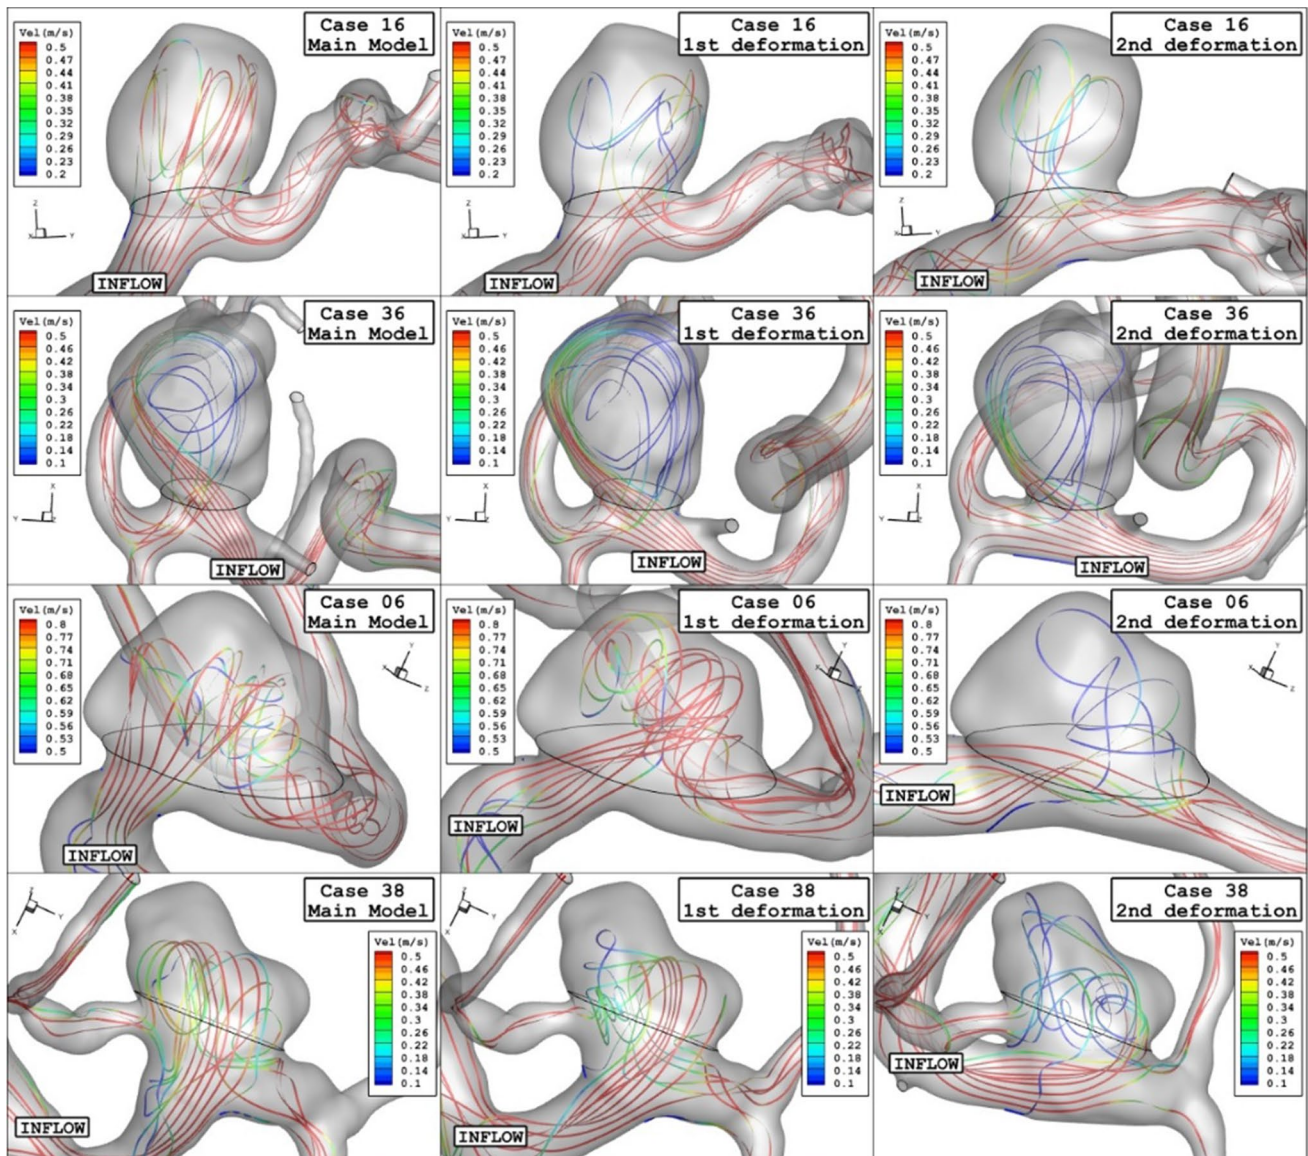 Case 16
Main Model
Vel(m/s)
0.5
0.47
0.44
0.41
0.38
0.35
0.32
0.29
0.26
0.23
0.2
Z
X
Y
INFLOW
Case 16
1st deformation
Vel(m/s)
0.5
0.47
0.44
0.41
0.38
0.35
0.32
0.29
0.26
0.23
0.2
Z
X
Y
INFLOW
Case 16
2nd deformation
Vel(m/s)
0.5
0.47
0.44
0.41
0.38
0.35
0.32
0.29
0.26
0.23
0.2
Z
X
Y
INFLOW
Case 36
Main Model
Vel(m/s)
0.5
0.46
0.42
0.38
0.34
0.3
0.26
0.22
0.18
0.14
0.1
X
Y
Z
INFLOW
Case 36
1st deformation
Vel(m/s)
0.5
0.46
0.42
0.38
0.34
0.3
0.26
0.22
0.18
0.14
0.1
X
Y
Z
INFLOW
Case 36
2nd deformation
Vel(m/s)
0.5
0.46
0.42
0.38
0.34
0.3
0.26
0.22
0.18
0.14
0.1
X
Y
Z
INFLOW
Case 06
Main Model
Vel(m/s)
0.8
0.77
0.74
0.71
0.68
0.65
0.62
0.59
0.56
0.53
0.5
Y
X
Z
INFLOW
Case 06
1st deformation
Vel(m/s)
0.8
0.77
0.74
0.71
0.68
0.65
0.62
0.59
0.56
0.53
0.5
Y
X
Z
INFLOW
Case 06
2nd deformation
Vel(m/s)
0.8
0.77
0.74
0.71
0.68
0.65
0.62
0.59
0.56
0.53
0.5
Y
X
Z
INFLOW
Case 38
Main Model
Vel(m/s)
0.5
0.46
0.42
0.38
0.34
0.3
0.26
0.22
0.18
0.14
0.1
Z
Y
X
INFLOW
Case 38
1st deformation
Vel(m/s)
0.5
0.46
0.42
0.38
0.34
0.3
0.26
0.22
0.18
0.14
0.1
Z
Y
X
INFLOW
Case 38
2nd deformation
Vel(m/s)
0.5
0.46
0.42
0.38
0.34
0.3
0.26
0.22
0.18
0.14
0.1
Y
INFLOW